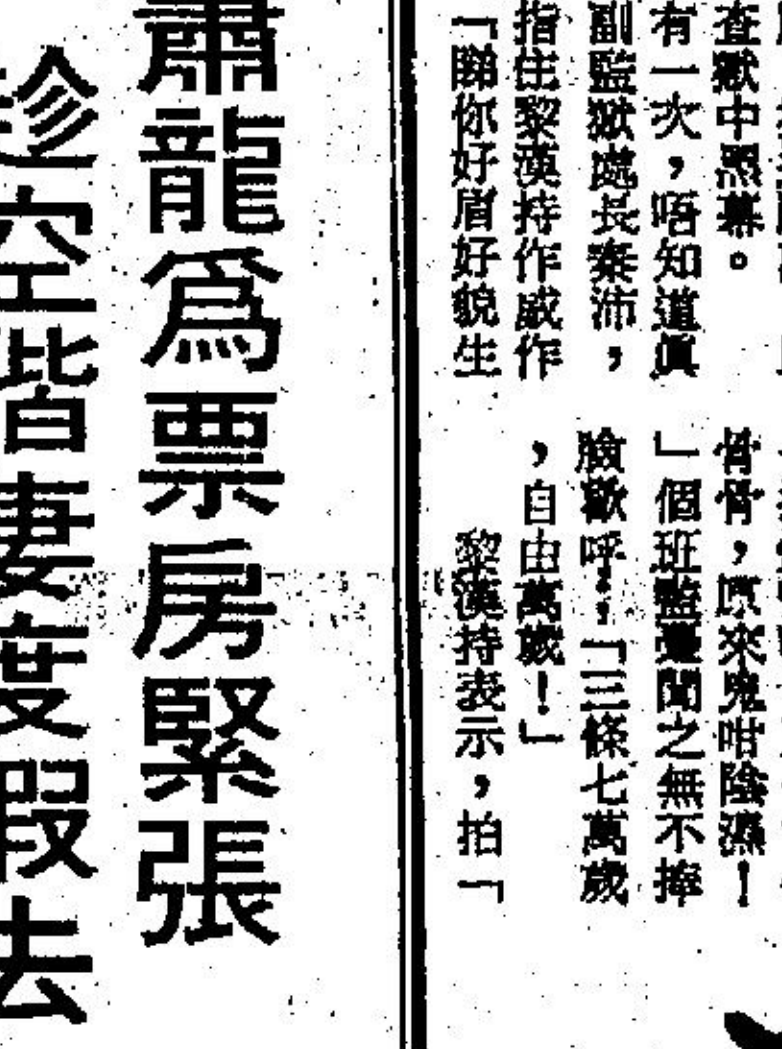 查獄中黑幕。
有一次，唔知道眞
副監獄處長秦沛，
指住黎漢持作威作
「睇你好眉好貌生
骨骨，原來鬼咁陰濕！
」個班監躉聞之無不捧
臉歡呼：「三條七萬歲
，自由萬歲！」
黎漢持表示，拍「
蕭龍爲票房緊張
趁空偕妻度假去